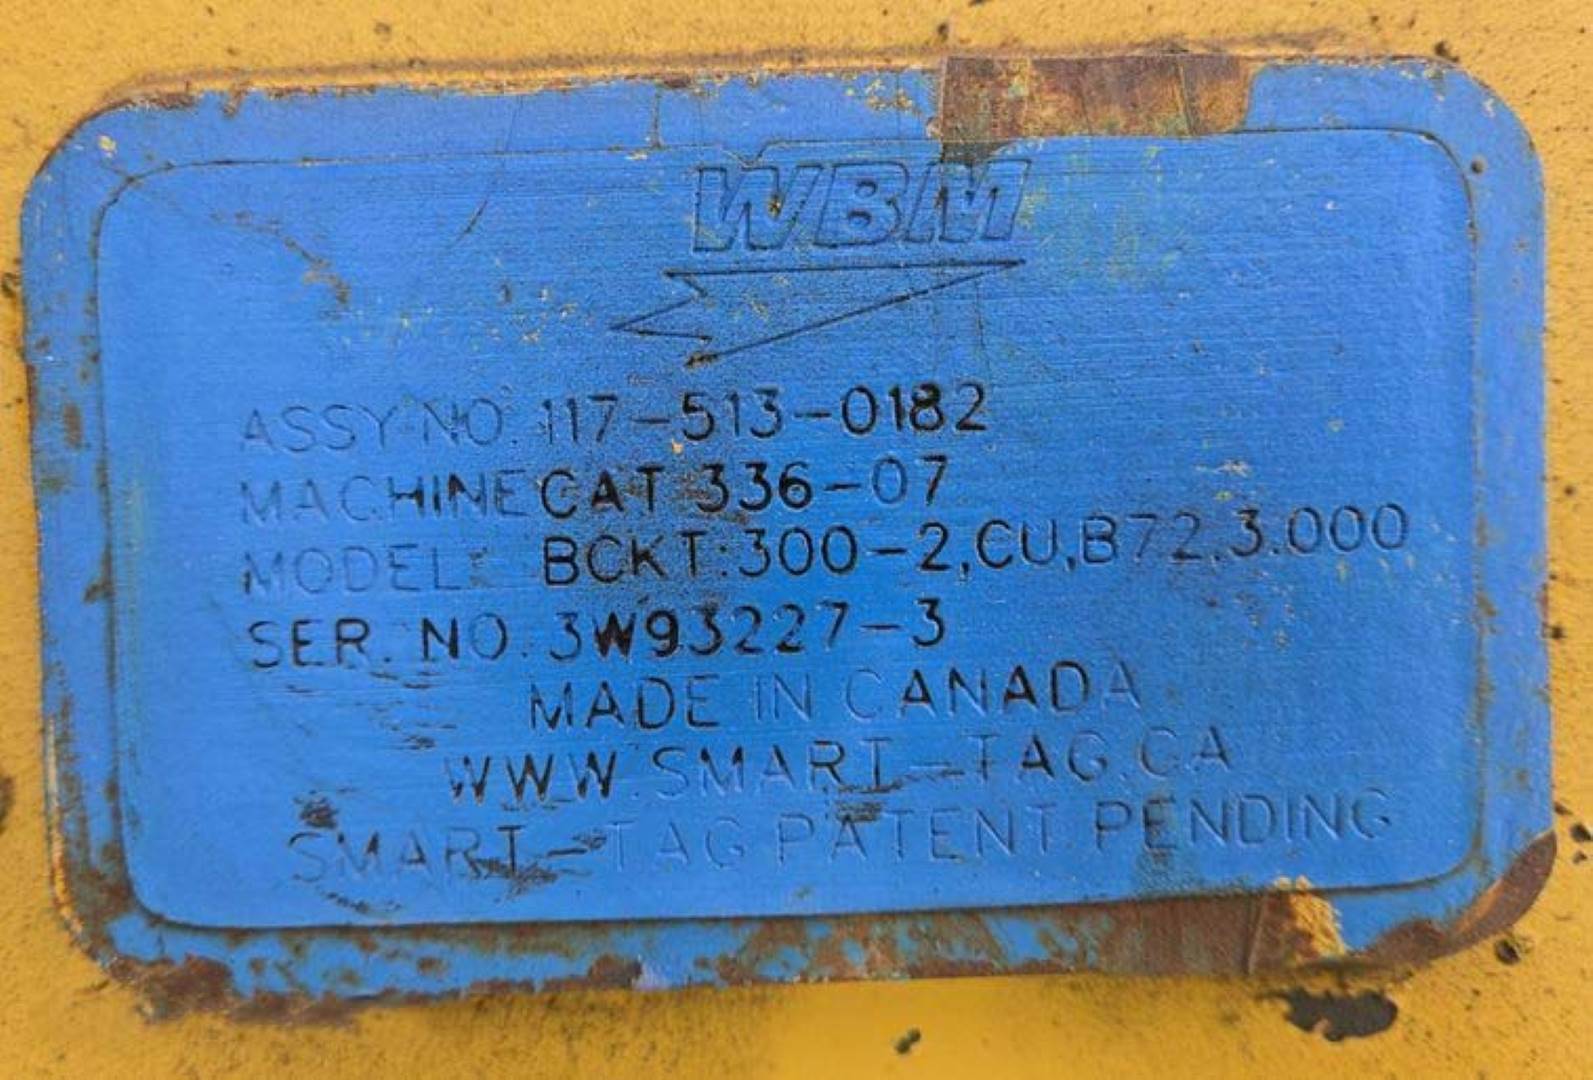 WBM
ASSY NO. 117-513-0182
MACHINE CAT 336-07
MODEL: BCKT:300-2,CU,B72,3.000
SER. NO. 3W93227-3
MADE IN CANADA
WWW.SMART-TAG.CA
SMART-TAG PATENT PENDING